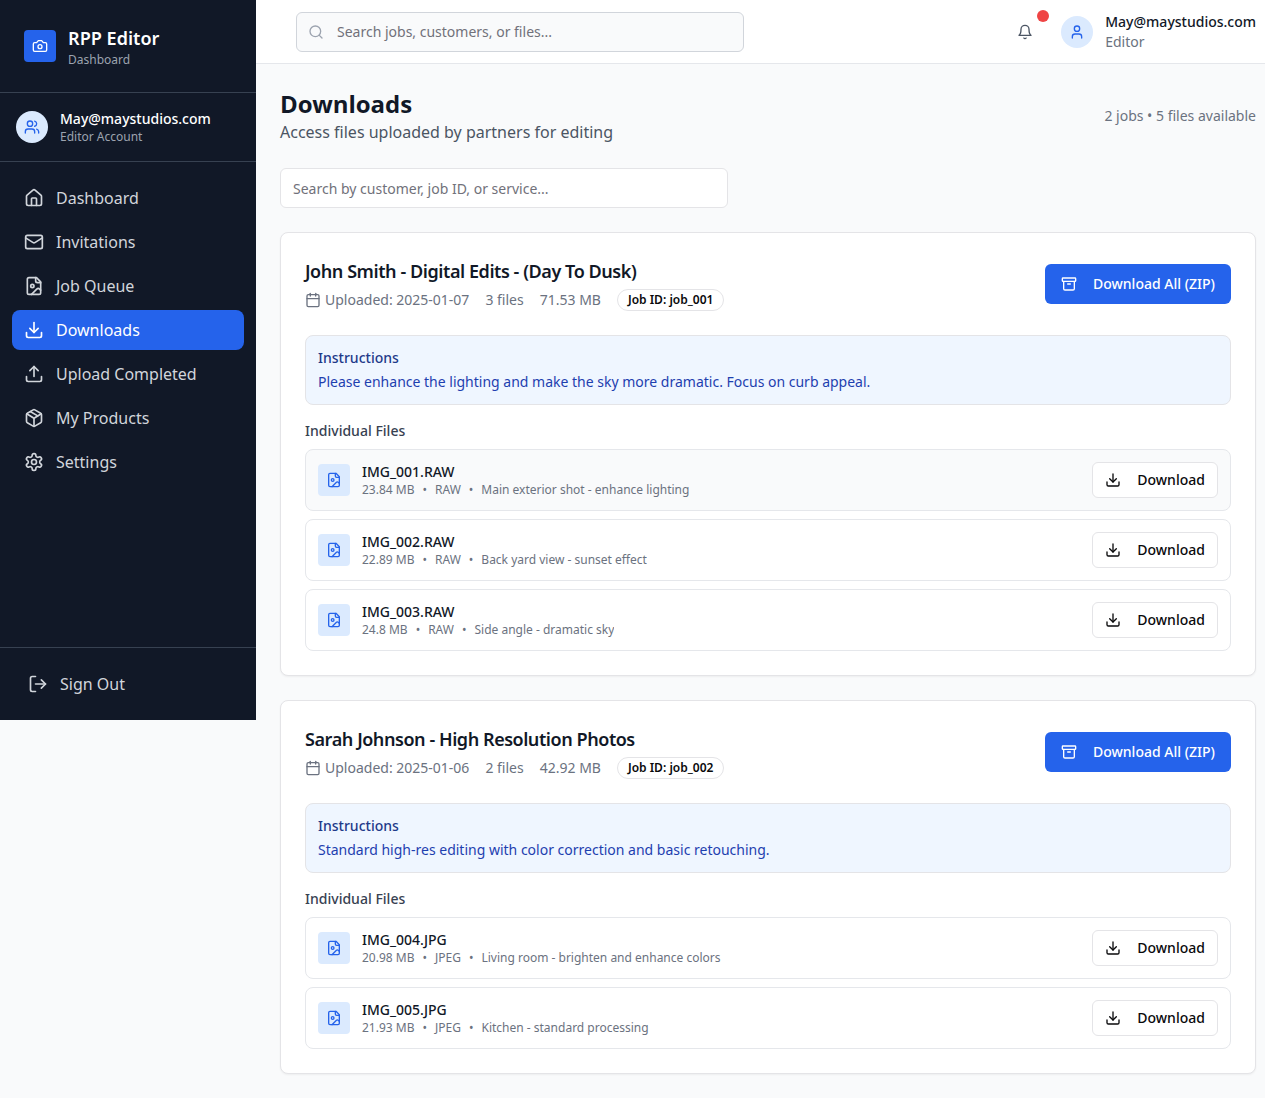 RPP Editor
Dashboard
May@maystudios.com
Editor Account
Dashboard
Invitations
Job Queue
Downloads
Upload Completed
My Products
Settings
Sign Out
Search jobs, customers, or files...
May@maystudios.com
Editor
Downloads
Access files uploaded by partners for editing
2 jobs • 5 files available
Search by customer, job ID, or service...
John Smith - Digital Edits - (Day To Dusk)
Uploaded: 2025-01-07 3 files 71.53 MB Job ID: job_001
Download All (ZIP)
Instructions
Please enhance the lighting and make the sky more dramatic. Focus on curb appeal.
Individual Files
IMG_001.RAW
23.84 MB • RAW • Main exterior shot - enhance lighting
Download
IMG_002.RAW
22.89 MB • RAW • Back yard view - sunset effect
Download
IMG_003.RAW
24.8 MB • RAW • Side angle - dramatic sky
Download
Sarah Johnson - High Resolution Photos
Uploaded: 2025-01-06 2 files 42.92 MB Job ID: job_002
Download All (ZIP)
Instructions
Standard high-res editing with color correction and basic retouching.
Individual Files
IMG_004.JPG
20.98 MB • JPEG • Living room - brighten and enhance colors
Download
IMG_005.JPG
21.93 MB • JPEG • Kitchen - standard processing
Download